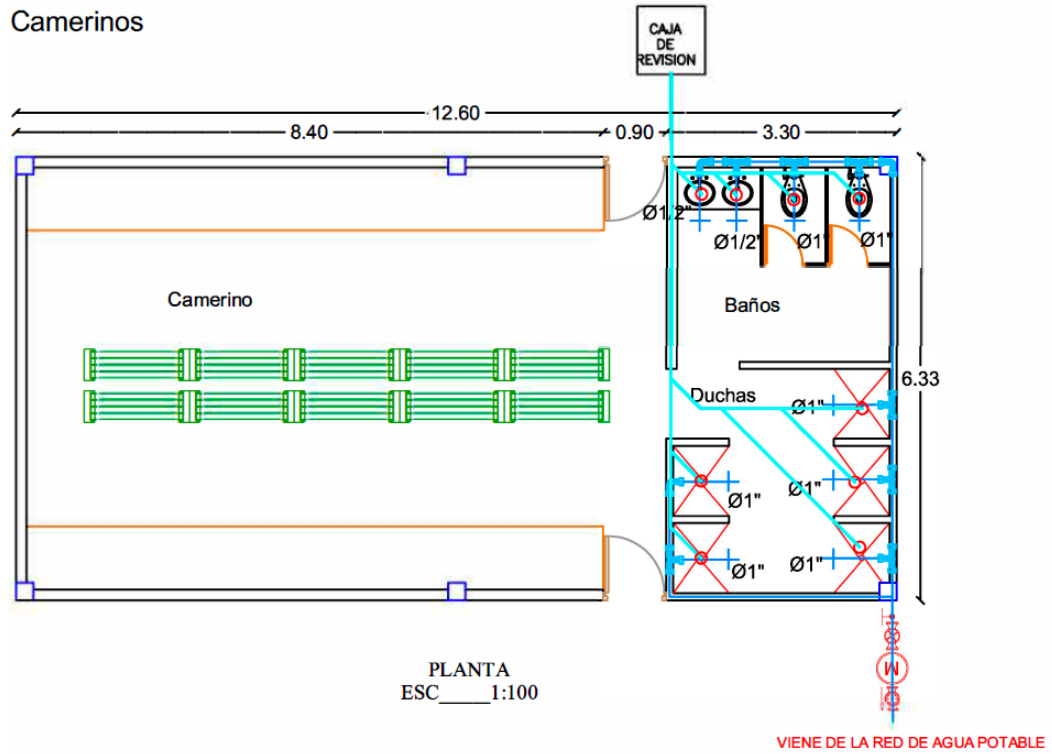 Camerinos
CAJA
DE
REVISION
12.60
8.40
0.90
3.30
Ø1/2"
Ø1/2"
Ø1"
Ø1"
Camerino
Baños
6.33
Duchas
Ø1"
Ø1"
Ø1"
Ø1"
Ø1"
M
PLANTA
ESC____1:100
VIENE DE LA RED DE AGUA POTABLE